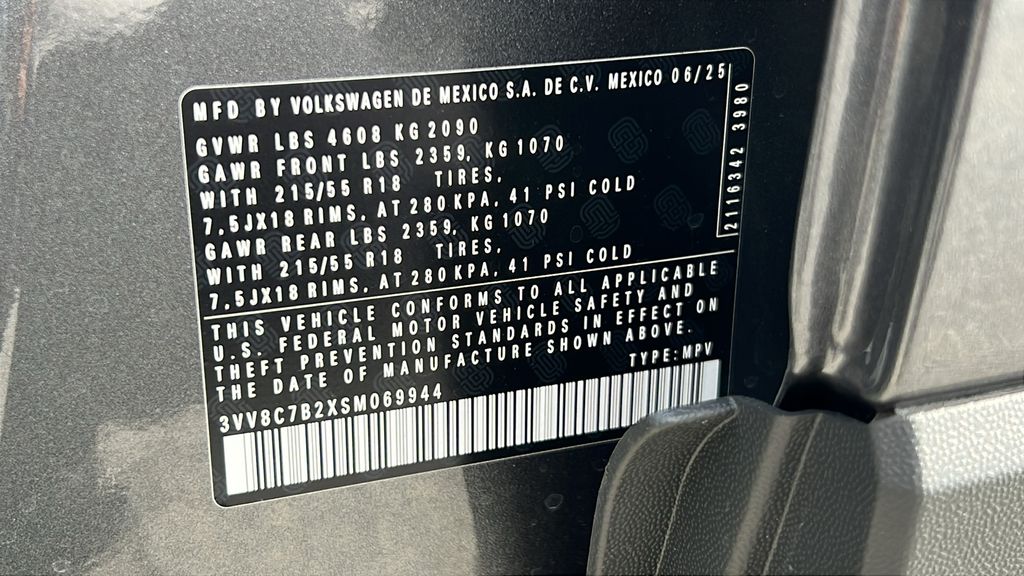 MFD BY VOLKSWAGEN DE MEXICO S.A. DE C.V. MEXICO 06/25
GVWR LBS 4608 KG 2090
GAWR FRONT LBS 2359, KG 1070
WITH 215/55 R18 TIRES,
7,5JX18 RIMS, AT 280 KPA, 41 PSI COLD
GAWR REAR LBS 2359, KG 1070
WITH 215/55 R18 TIRES,
7,5JX18 RIMS, AT 280 KPA, 41 PSI COLD
2116342 3980
THIS VEHICLE CONFORMS TO ALL APPLICABLE
U.S. FEDERAL MOTOR VEHICLE SAFETY AND
THEFT PREVENTION STANDARDS IN EFFECT ON
THE DATE OF MANUFACTURE SHOWN ABOVE.
TYPE: MPV
3VV8C7B2XSM069944